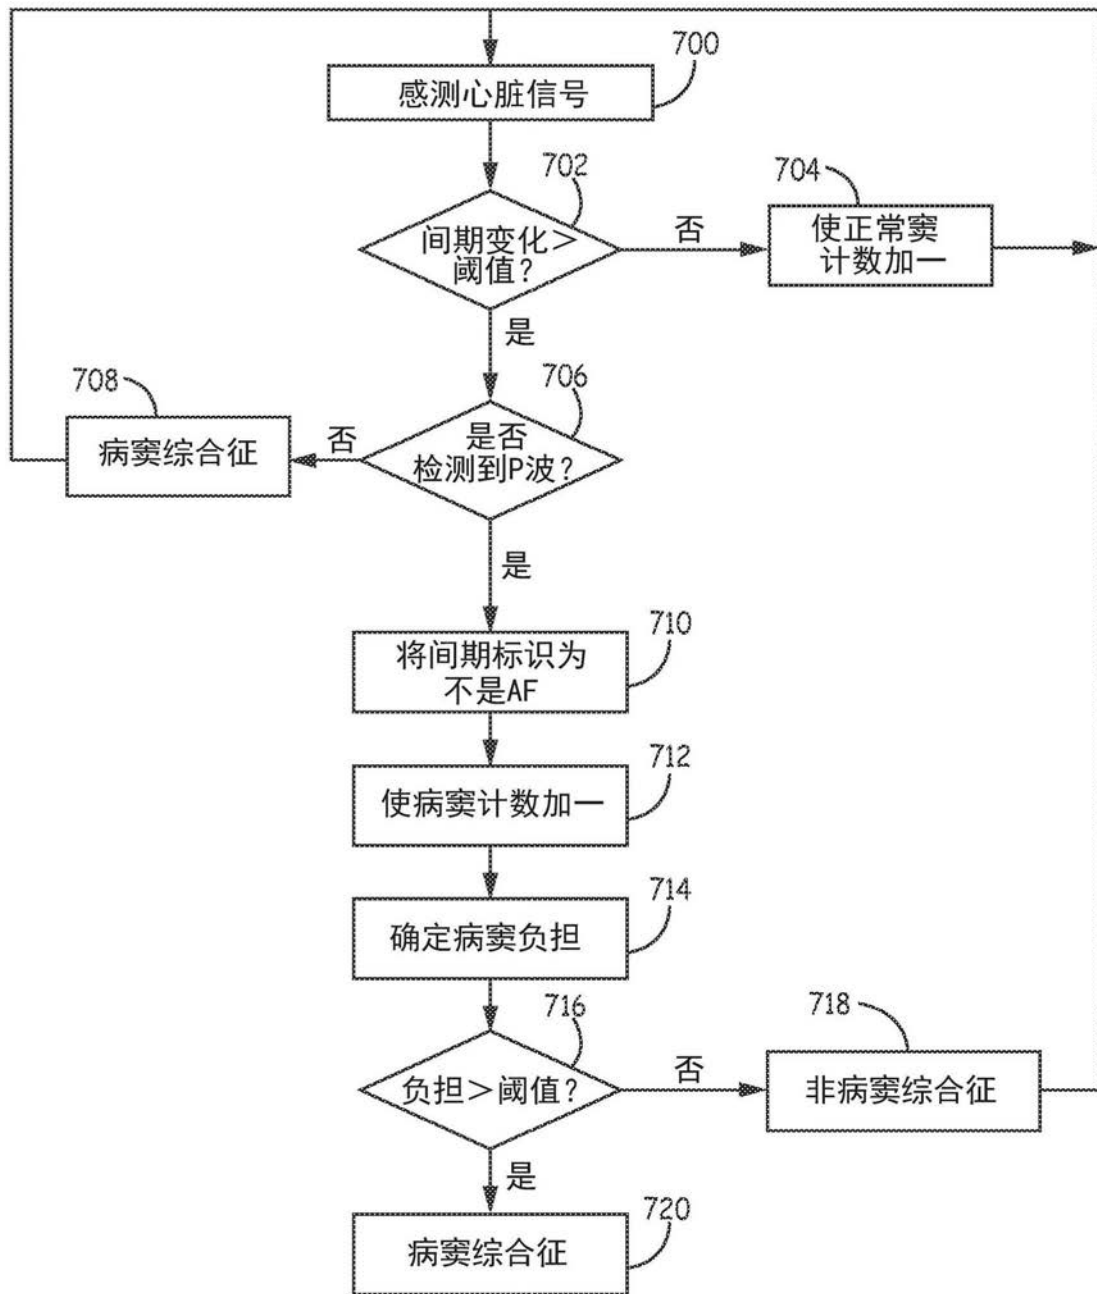 700
感测心脏信号
702
704
间期变化＞
阈值？
否
使正常窦
计数加一
是
706
708
是否
检测到P波？
否
病窦综合征
是
710
将间期标识为
不是AF
712
使病窦计数加一
714
确定病窦负担
716
718
负担＞阈值？
否
非病窦综合征
是
720
病窦综合征